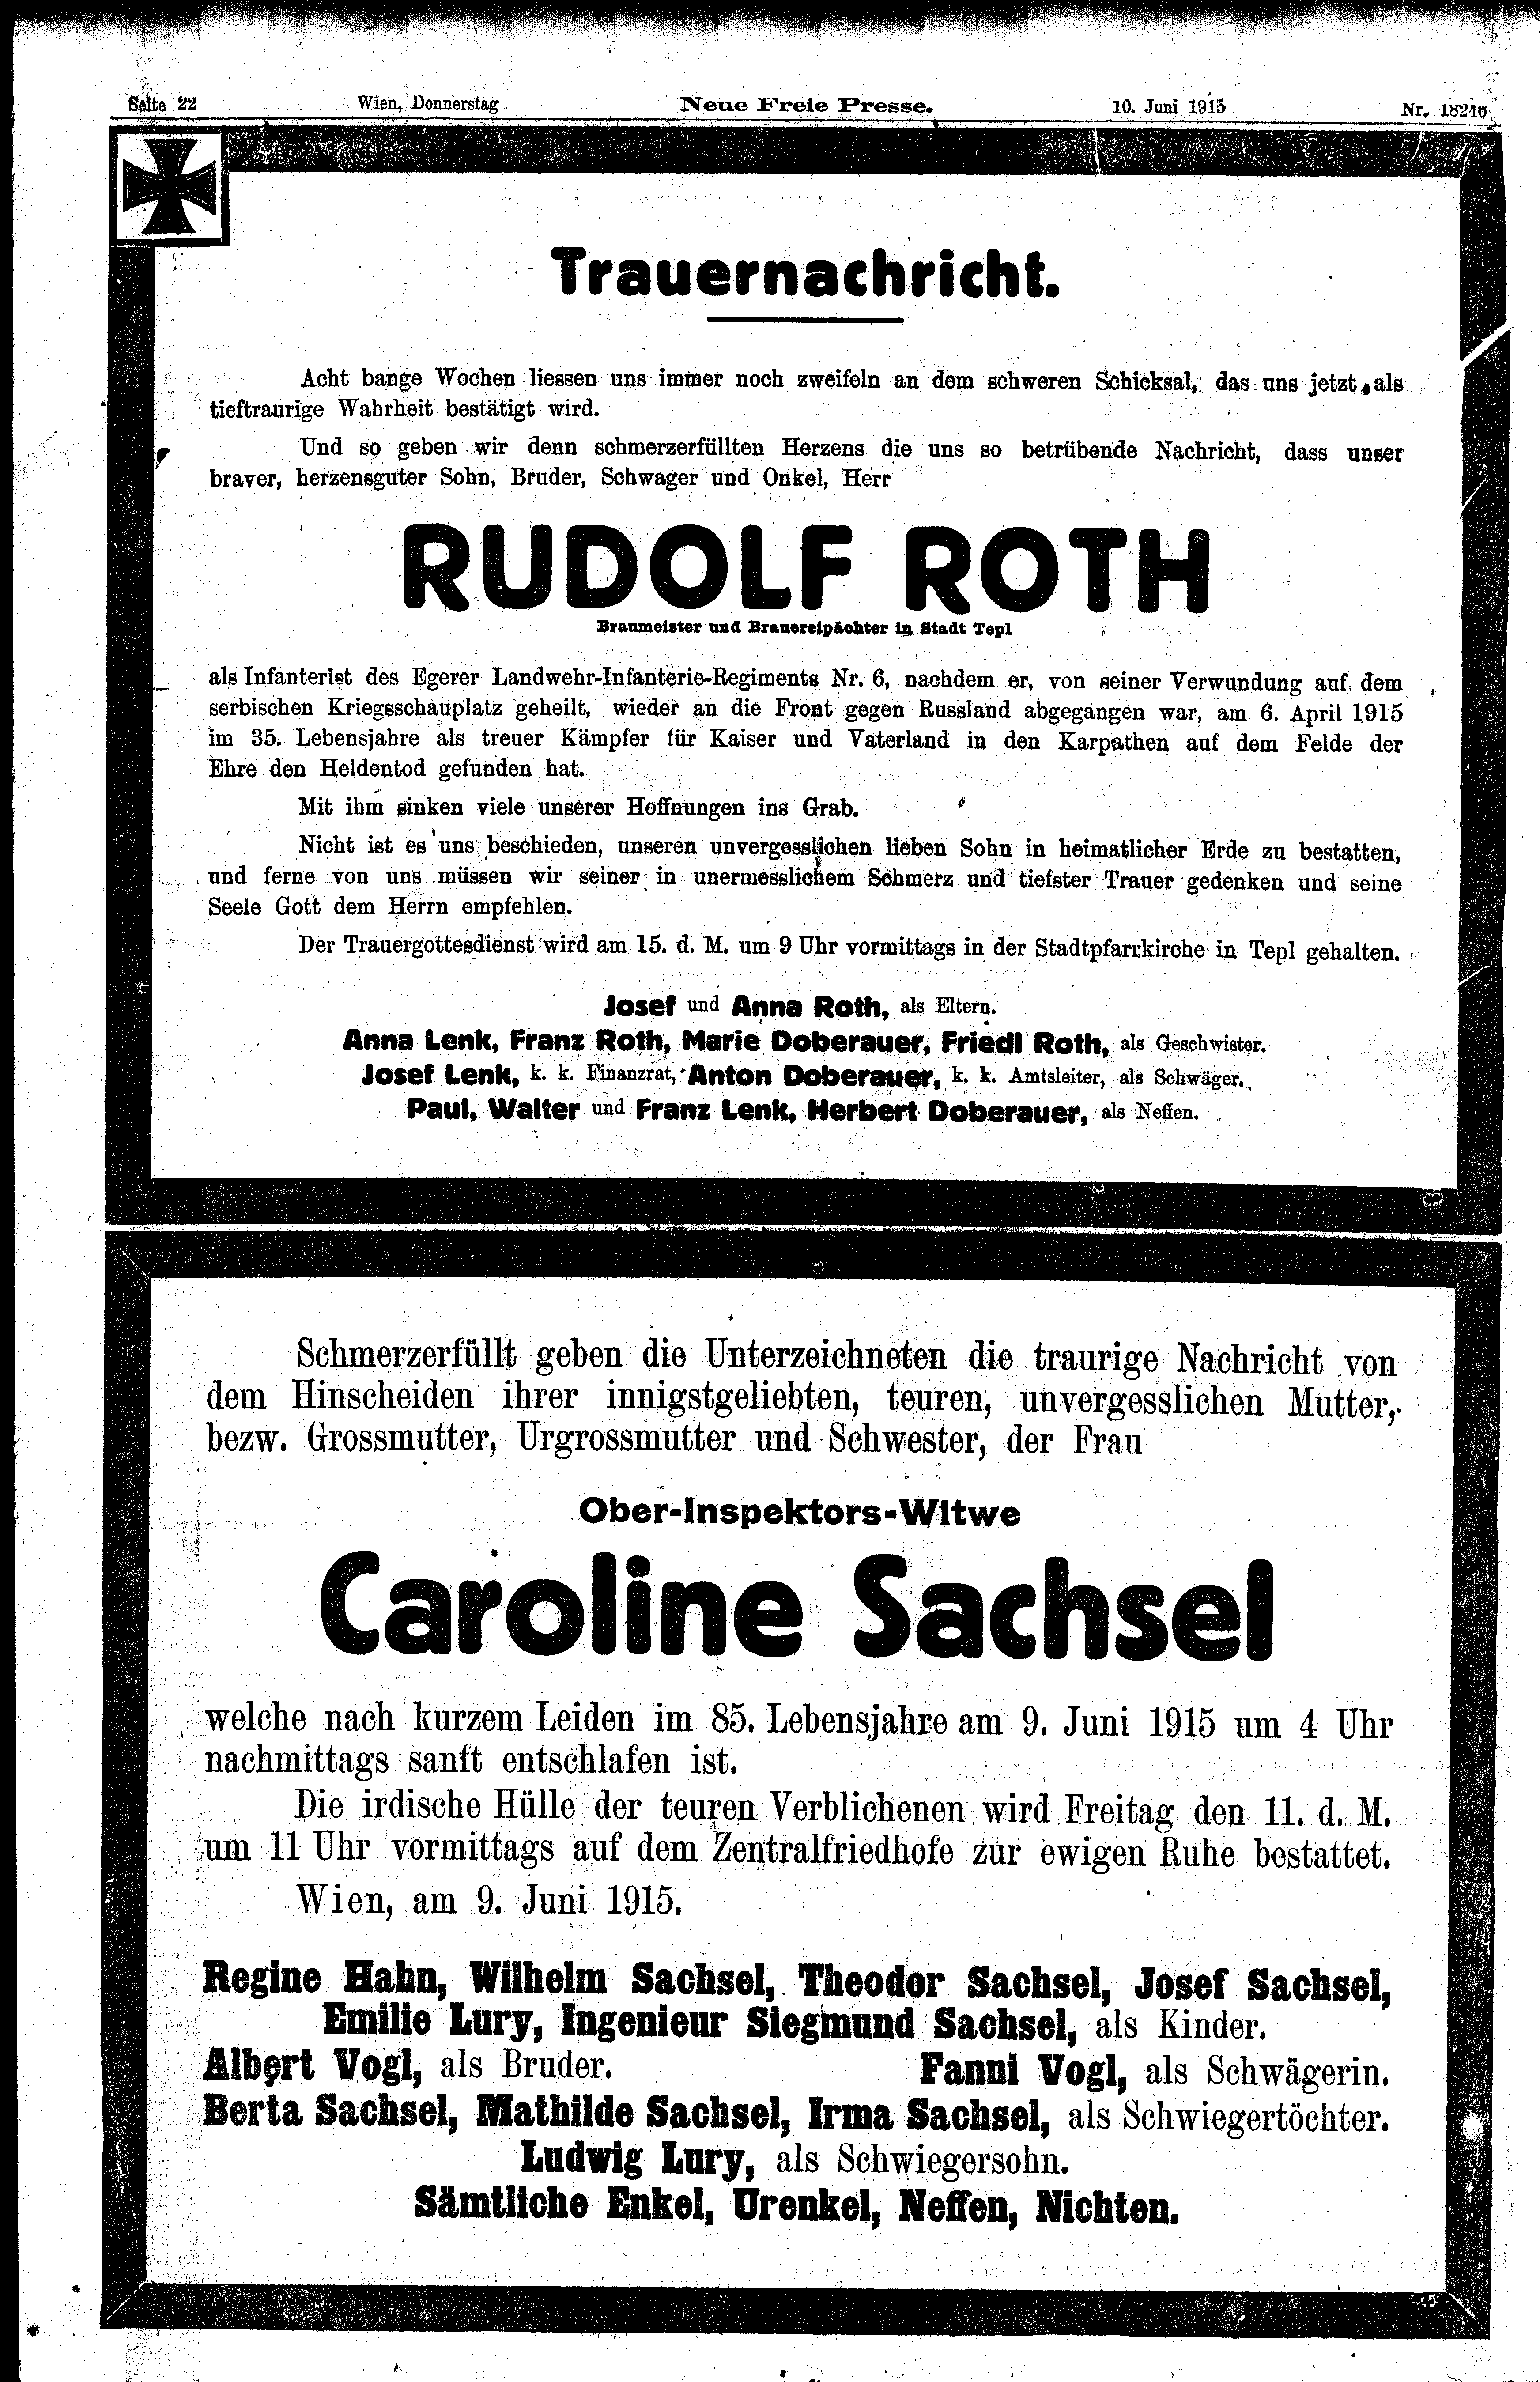 Seite 22 Wien, Donnerstag Neue Freie Presse. 10. Juni 1915 Nr.
Trauernachricht.
Acht bange Wochen liessen uns immer noch zweifeln an dem schweren Schicksal, das uns jetzt als
tieftraurige Wahrheit bestätigt wird.
Und so geben wir denn schmerzerfüllten Herzens die uns so betrübende Nachricht, dass unser
braver, herzensguter Sohn, Bruder, Schwager und Onkel, Herr
RUDOLF ROTH
Braumeister und Brauereipächter in Stadt Tepl
als Infanterist des Egerer Landwehr-Infanterie-Regiments Nr. 6, nachdem er, von seiner Verwundung auf dem
serbischen Kriegsschauplatz geheilt, wieder an die Front gegen Russland abgegangen war, am 6. April 1915
im 35. Lebensjahre als treuer Kämpfer für Kaiser und Vaterland in den Karpathen auf dem Felde der
Ehre den Heldentod gefunden hat.
Mit ihm sinken viele unserer Hoffnungen ins Grab.
Nicht ist es uns beschieden, unseren unvergesslichen lieben Sohn in heimatlicher Erde zu bestatten,
und ferne von uns müssen wir seiner in unermesslichem Schmerz und tiefster Trauer gedenken und seine
Seele Gott dem Herrn empfehlen.
Der Trauergottesdienst wird am 15. d. M. um 9 Uhr vormittags in der Stadtpfarrkirche in Tepl gehalten.
Josef und Anna Roth, als Eltern.
Anna Lenk, Franz Roth, Marie Doberauer, Friedl Roth, als Geschwister.
Josef Lenk, k. k. Finanzrat, Anton Doberauer, k. k. Amtsleiter, als Schwäger.
Paul, Walter und Franz Lenk, Herbert Doberauer, als Neffen.
Schmerzerfüllt geben die Unterzeichneten die traurige Nachricht von
dem Hinscheiden ihrer innigstgeliebten, teuren, unvergesslichen Mutter,
bezw. Grossmutter, Urgrossmutter und Schwester, der Frau
Ober-Inspektors-Witwe
Caroline Sachsel
welche nach kurzem Leiden im 85. Lebensjahre am 9. Juni 1915 um 4 Uhr
nachmittags sanft entschlafen ist.
Die irdische Hülle der teuren Verblichenen wird Freitag den 11. d. M.
um 11 Uhr vormittags auf dem Zentralfriedhofe zur ewigen Ruhe bestattet.
Wien, am 9. Juni 1915.
Regine Hahn, Wilhelm Sachsel, Theodor Sachsel, Josef Sachsel,
Emilie Lury, Ingenieur Siegmund Sachsel, als Kinder.
Albert Vogl, als Bruder. Fanni Vogl, als Schwägerin.
Berta Sachsel, Mathilde Sachsel, Irma Sachsel, als Schwiegertöchter.
Ludwig Lury, als Schwiegersohn.
Sämtliche Enkel, Urenkel, Neffen, Nichten.